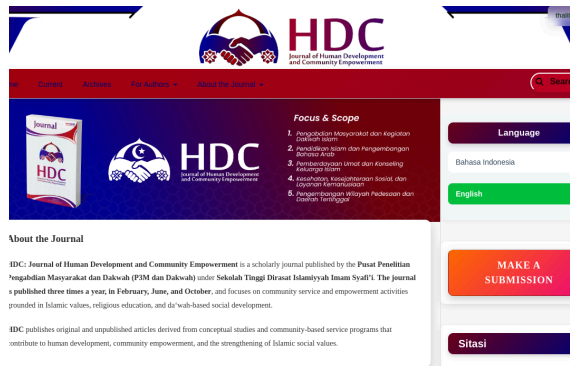 HDC
Journal of Human Development
and Community Empowerment
Current
Archives
For Authors
About the Journal
Journal
HDC
HDC
Journal of Human Development
and Community Empowerment
Focus & Scope
1. Pengabdian Masyarakat dan Kegiatan
Dakwah Islam
2. Pendidikan Islam dan Pengembangan
Bahasa Arab
3. Pemberdayaan Umat dan Konseling
Keluarga Islam
4. Kesehatan, Kesejahteraan Sosial, dan
Layanan Kemanusiaan
5. Pengembangan Wilayah Pedesaan dan
Daerah Tertinggal
Language
Bahasa Indonesia
English
MAKE A
SUBMISSION
Sitasi
About the Journal
HDC: Journal of Human Development and Community Empowerment is a scholarly journal published by the Pusat Penelitian
Pengabdian Masyarakat dan Dakwah (P3M dan Dakwah) under Sekolah Tinggi Dirasat Islamiyyah Imam Syafi'i. The journal
is published three times a year, in February, June, and October, and focuses on community service and empowerment activities
grounded in Islamic values, religious education, and da'wah-based social development.
HDC publishes original and unpublished articles derived from conceptual studies and community-based service programs that
contribute to human development, community empowerment, and the strengthening of Islamic social values.